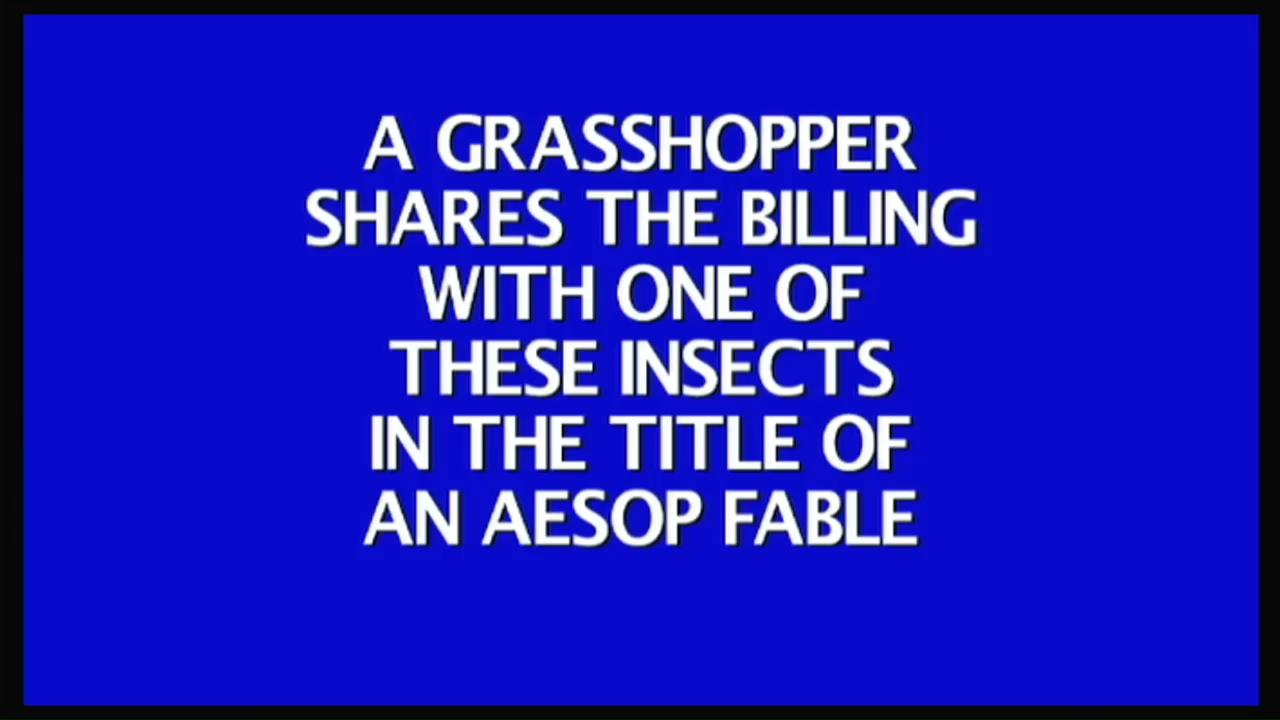 A GRASSHOPPER
SHARES THE BILLING
WITH ONE OF
THESE INSECTS
IN THE TITLE OF
AN AESOP FABLE